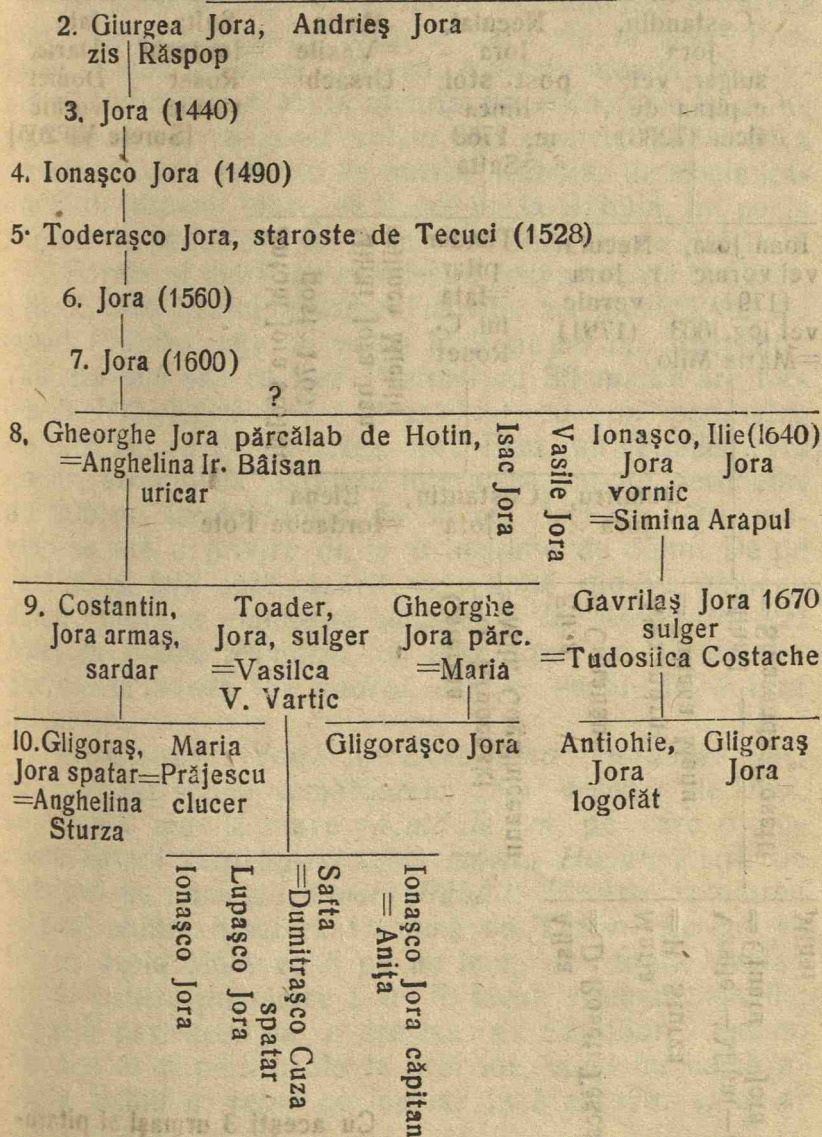 2. Giurgea Jora, Andrieş Jora
zis Răspop
3. Jora (1440)
4. Ionaşco Jora (1490)
5· Toderaşco Jora, staroste de Tecuci (1528)
6. Jora (1560)
7. Jora (1600)
?
8, Gheorghe Jora părcălab de Hotin,
=Anghelina Ir. Bâisan
uricar
Isac Jora
Vasile Jora
Ionaşco, Ilie(1640)
Jora Jora
vornic
=Simina Arapul
9. Costantin,
Jora armaş,
sardar
Toader,
Jora, sulger
=Vasilca
V. Vartic
Gheorghe
Jora părc.
=Maria
Gavrilaş Jora 1670
sulger
=Tudosiica Costache
10.Gligoraş,
Jora spatar
=Anghelina
Sturza
Maria
=Prăjescu
clucer
Gligorăşco Jora
Antiohie,
Jora
logofăt
Gligoraş
Jora
Ionaşco Jora
Lupaşco Jora
Safta
=Dumitraşco Cuza
spatar
Ionaşco Jora căpitan
= Aniţa